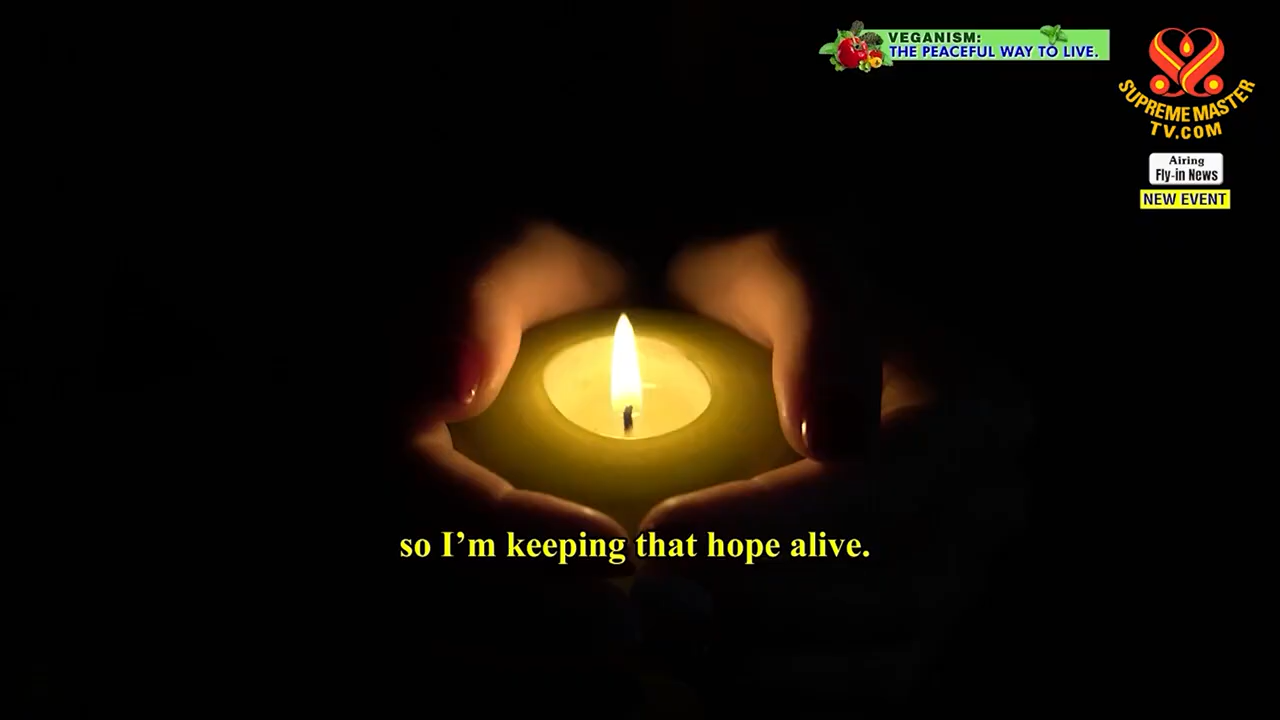 VEGANISM:
THE PEACEFUL WAY TO LIVE.
SUPREME MASTER
TV.COM
Airing
Fly-in News
NEW EVENT
so I’m keeping that hope alive.